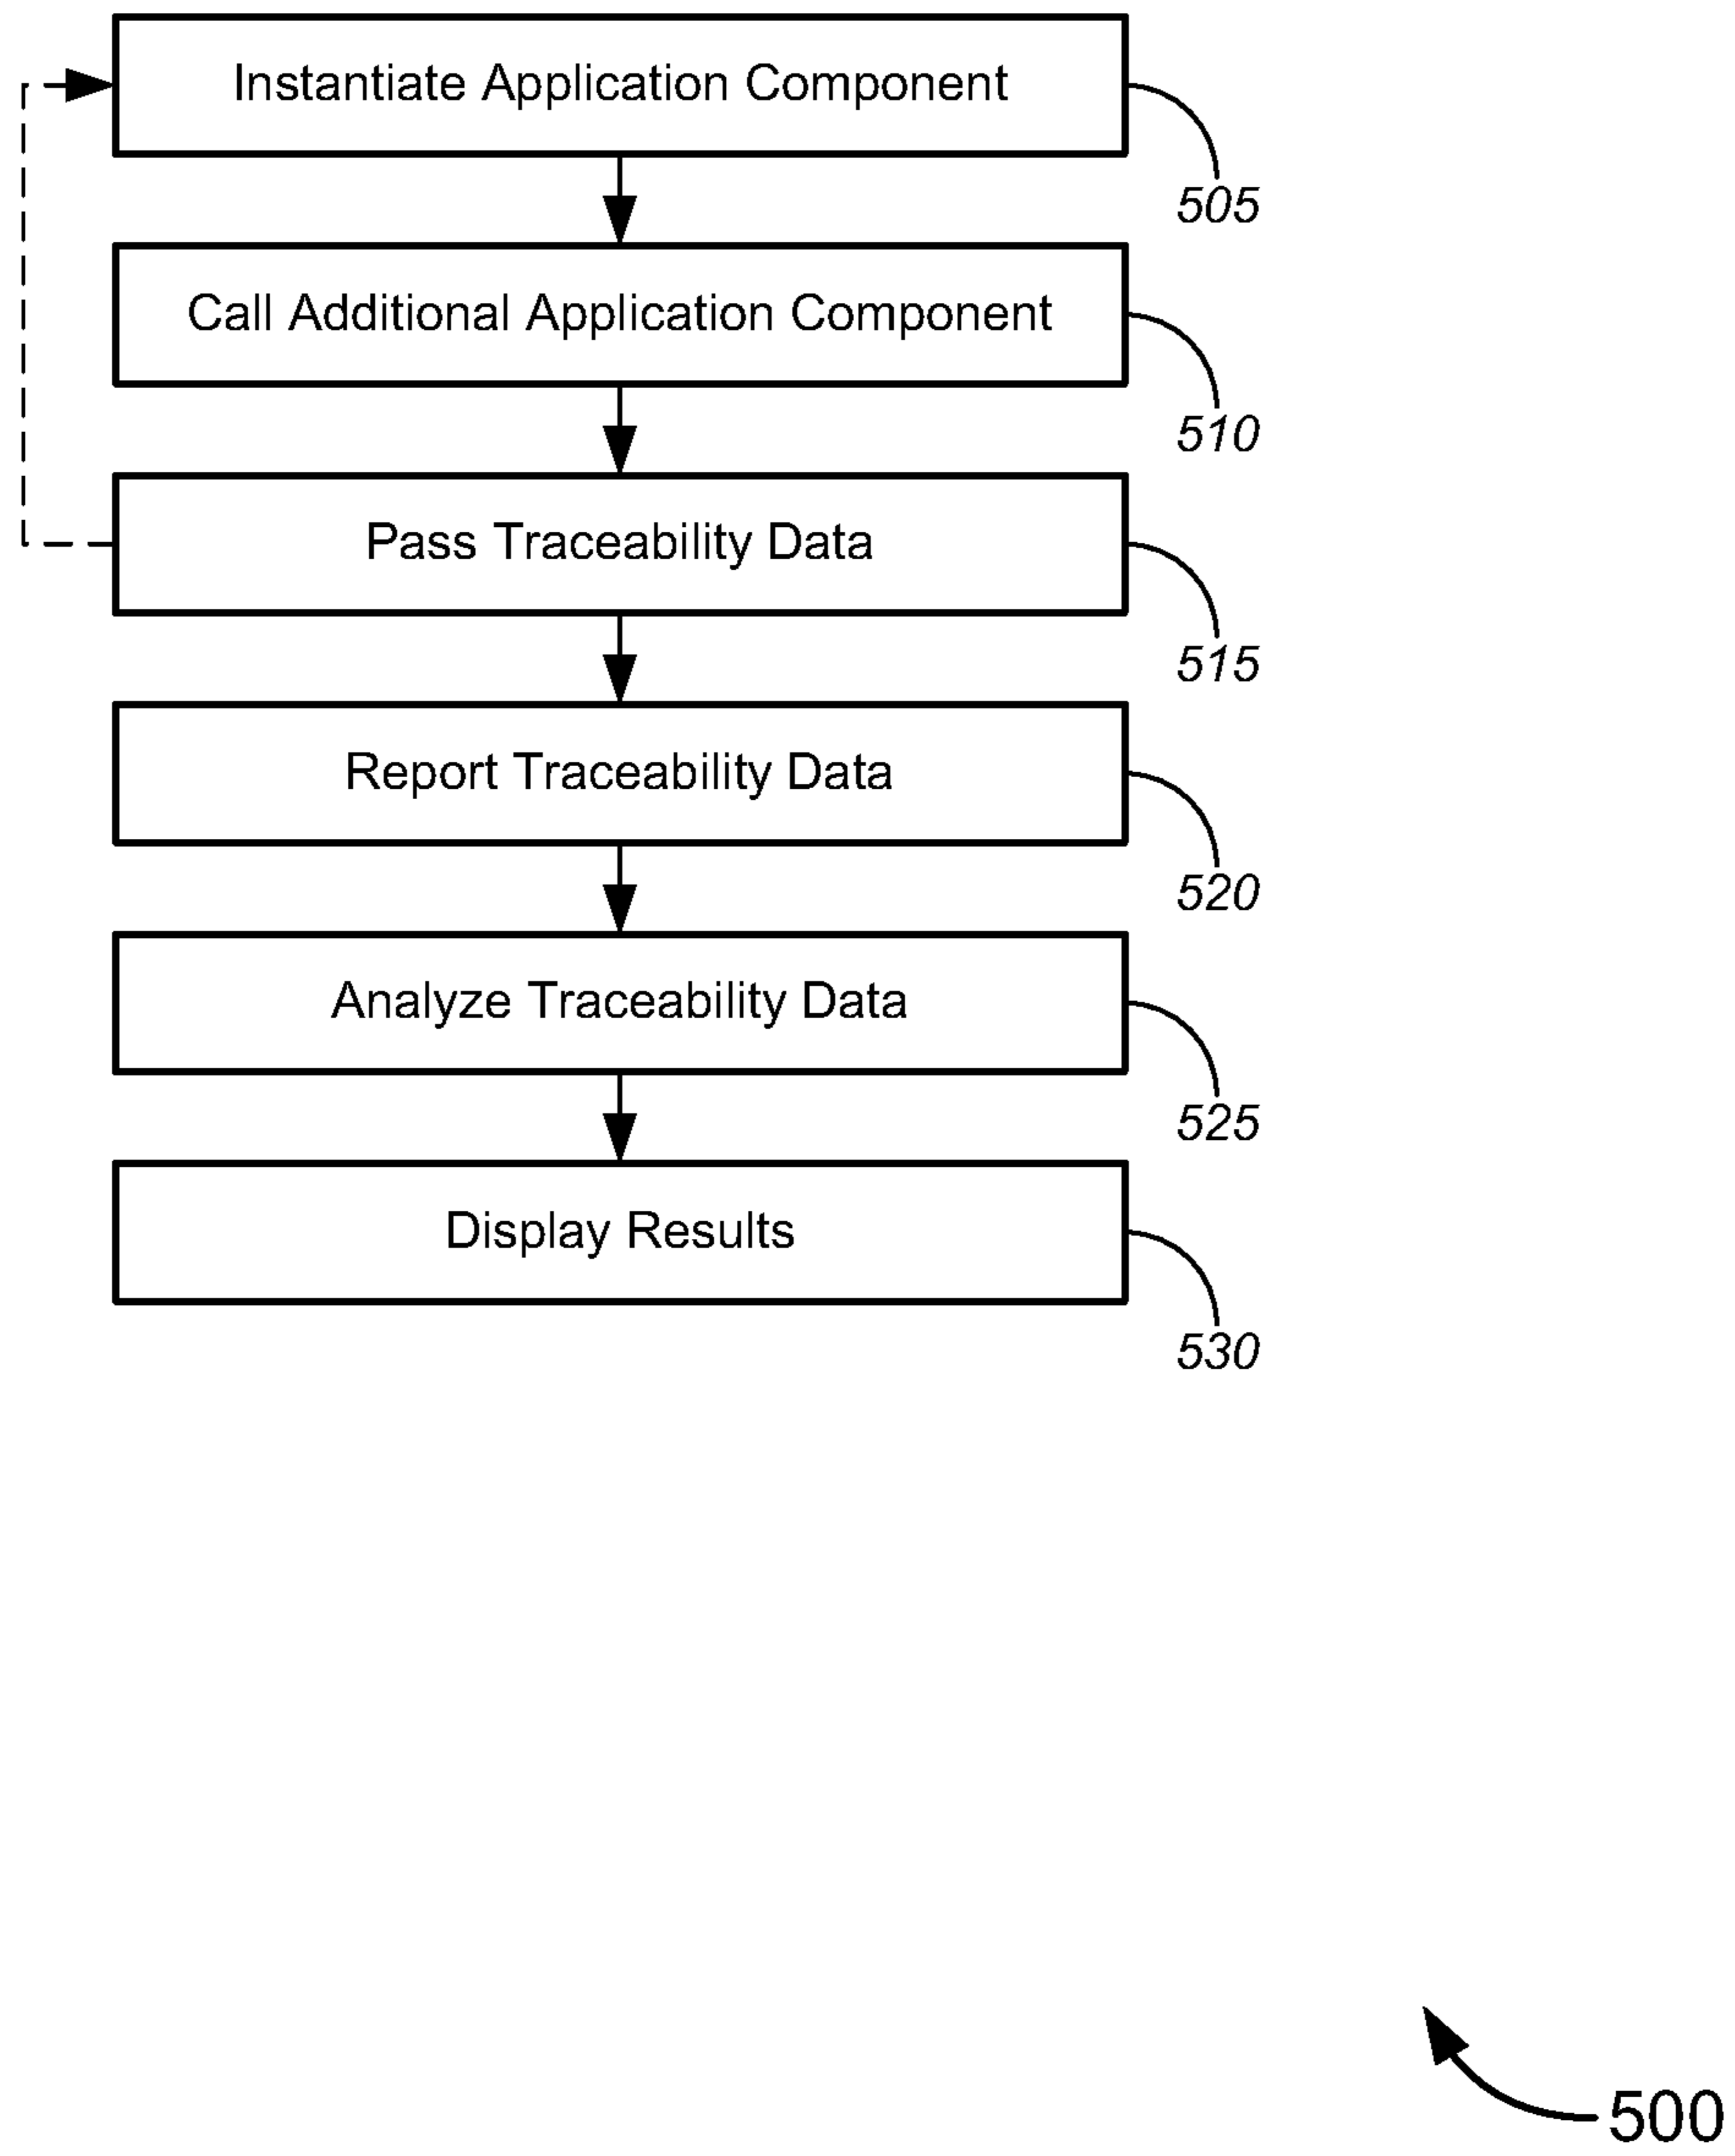 Instantiate Application Component
505
Call Additional Application Component
510
Pass Traceability Data
515
Report Traceability Data
520
Analyze Traceability Data
525
Display Results
530
500